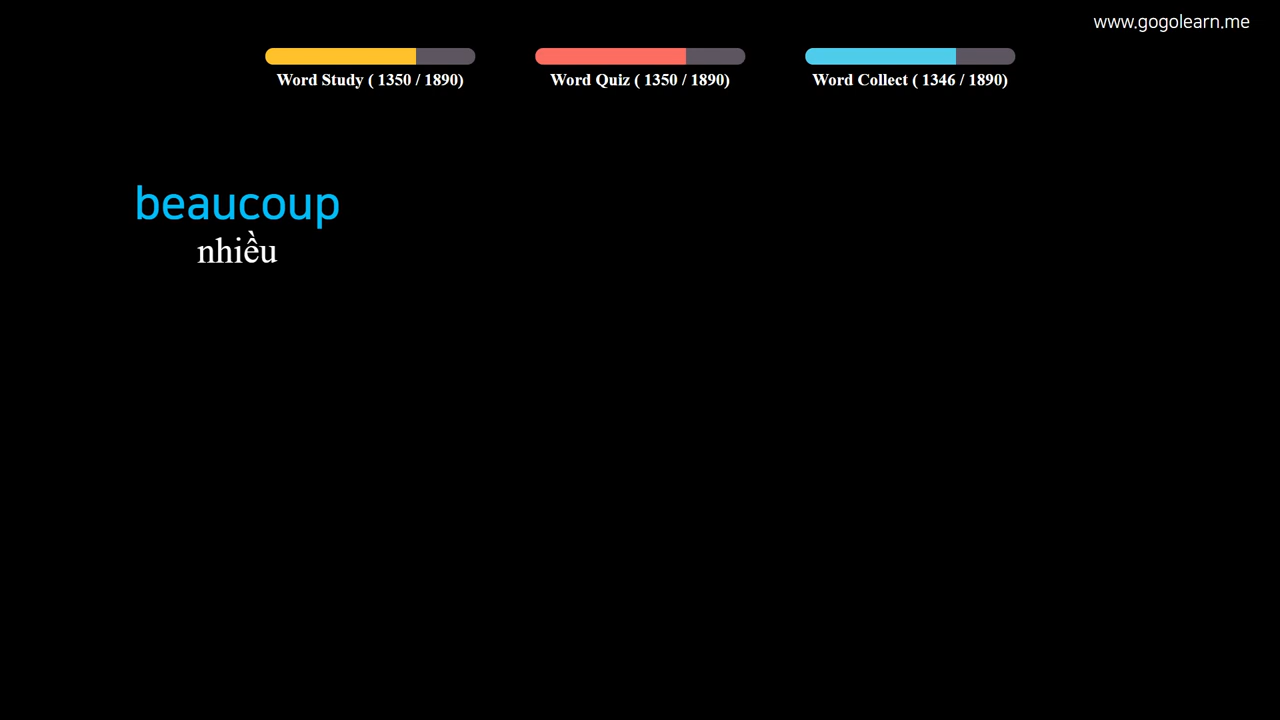 www.gogolearn.me
Word Study ( 1350 / 1890)
Word Quiz ( 1350 / 1890)
Word Collect ( 1346 / 1890)
beaucoup
nhiều